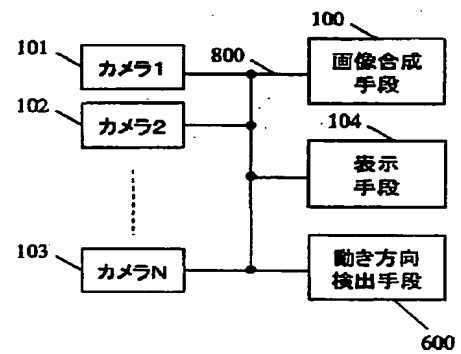 101
カメラ1
102
カメラ2
103
カメラN
800
100
画像合成
手段
104
表示
手段
動き方向
検出手段
600